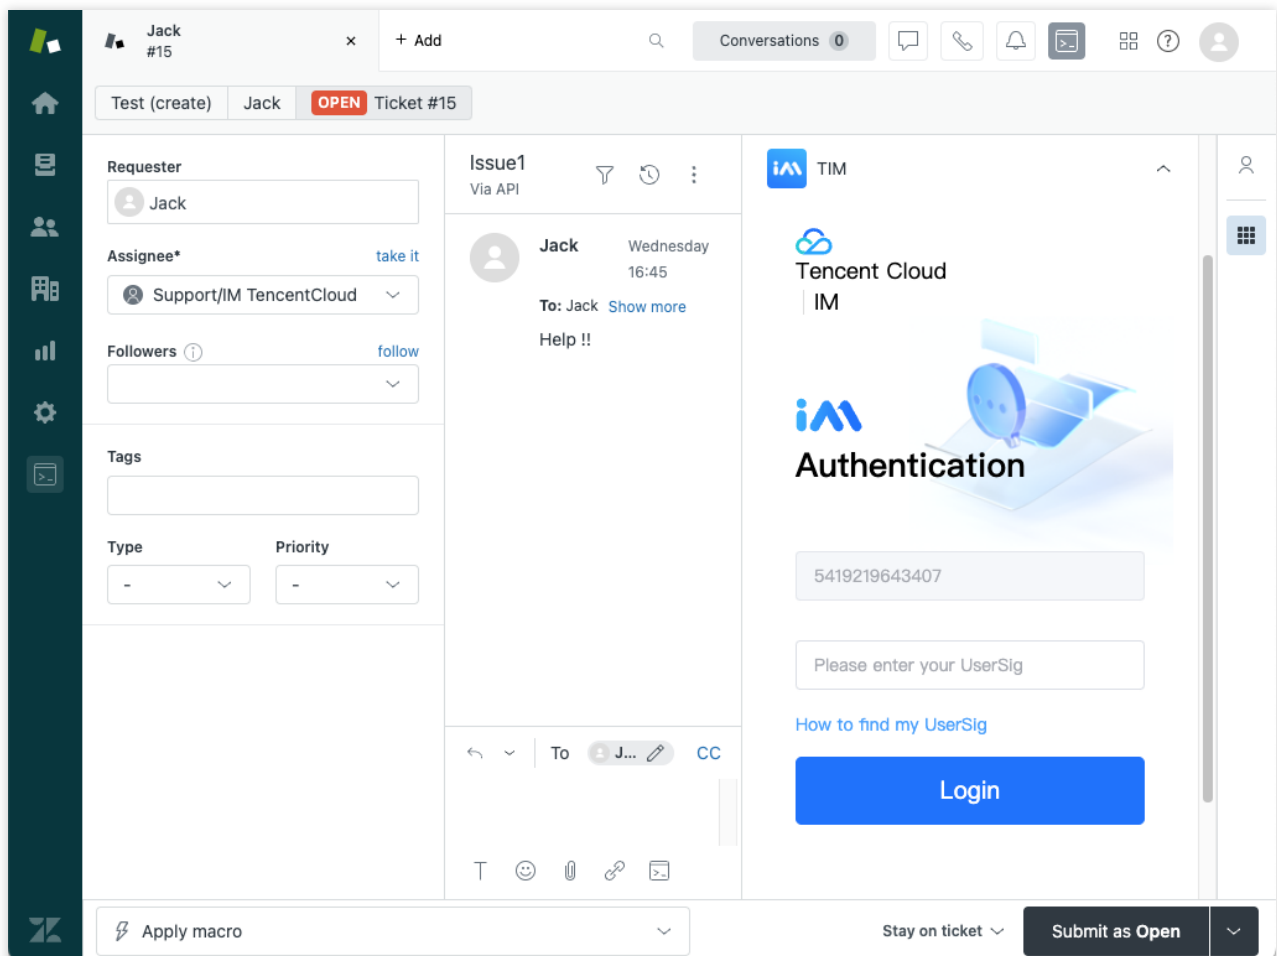 Jack
#15
+ Add
Conversations 0
Test (create)
Jack
OPEN Ticket #15
Requester
Jack
Assignee*
take it
Support/IM TencentCloud
Followers
follow
Tags
Type
Priority
-
-
Issue1
Via API
Jack
Wednesday
16:45
To: Jack Show more
Help !!
To
J...
CC
iM TIM
Tencent Cloud
IM
iM
Authentication
5419219643407
Please enter your UserSig
How to find my UserSig
Login
Apply macro
Stay on ticket
Submit as Open